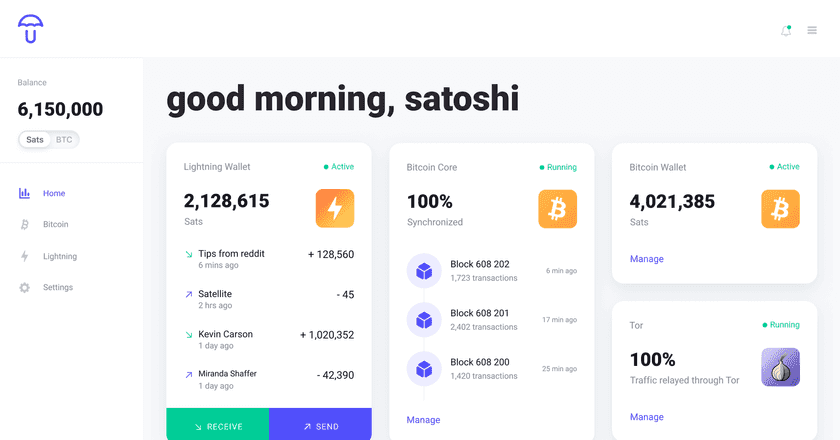 Balance
6,150,000
Sats BTC
Home
Bitcoin
Lightning
Settings
good morning, satoshi
Lightning Wallet
Active
2,128,615
Sats
Tips from reddit + 128,560
6 mins ago
Satellite - 45
2 hrs ago
Kevin Carson + 1,020,352
1 day ago
Miranda Shaffer - 42,390
1 day ago
RECEIVE SEND
Bitcoin Core
Running
100%
Synchronized
Block 608 202
1,723 transactions
6 min ago
Block 608 201
2,402 transactions
17 min ago
Block 608 200
1,420 transactions
25 min ago
Manage
Bitcoin Wallet
Active
4,021,385
Sats
Manage
Tor
Running
100%
Traffic relayed through Tor
Manage